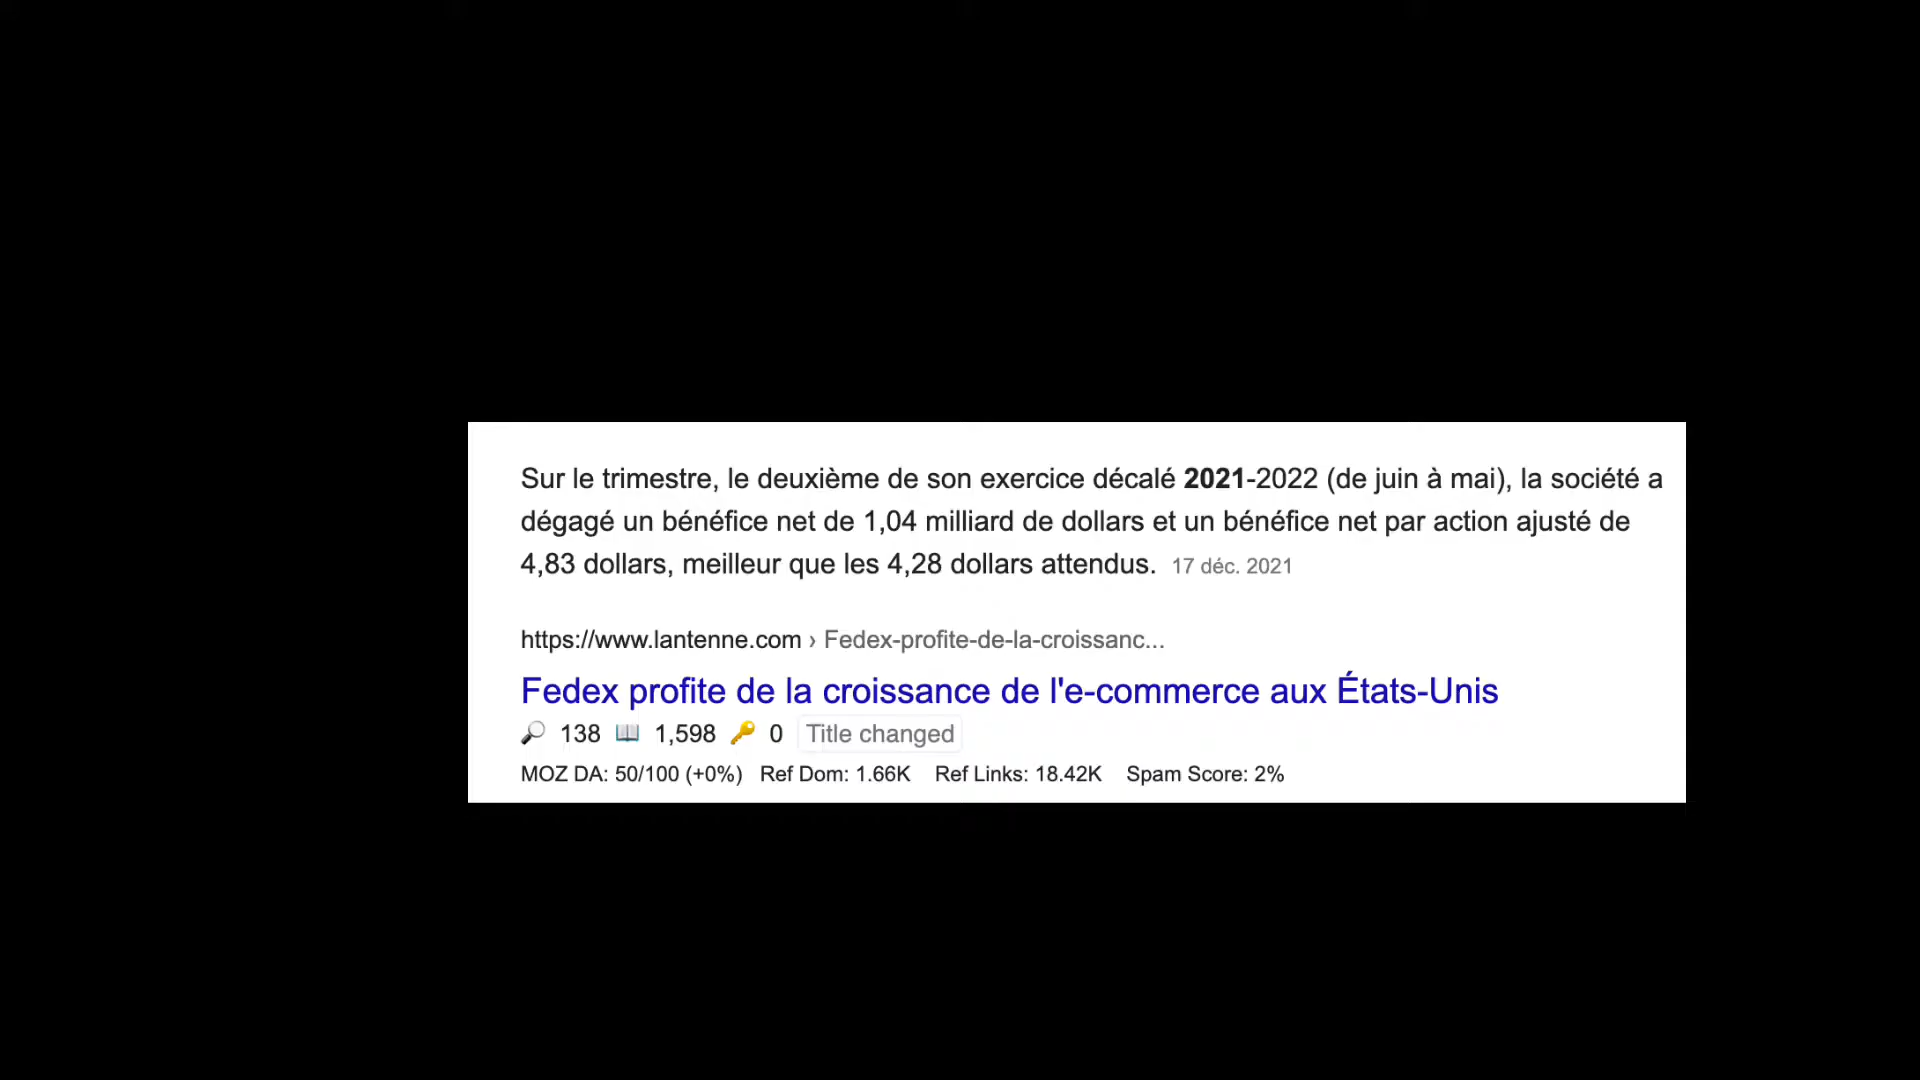 Sur le trimestre, le deuxième de son exercice décalé 2021-2022 (de juin à mai), la société a
dégagé un bénéfice net de 1,04 milliard de dollars et un bénéfice net par action ajusté de
4,83 dollars, meilleur que les 4,28 dollars attendus. 17 déc. 2021
https://www.lantenne.com › Fedex-profite-de-la-croissanc...
Fedex profite de la croissance de l'e-commerce aux États-Unis
138 1,598 0 Title changed
MOZ DA: 50/100 (+0%) Ref Dom: 1.66K Ref Links: 18.42K Spam Score: 2%